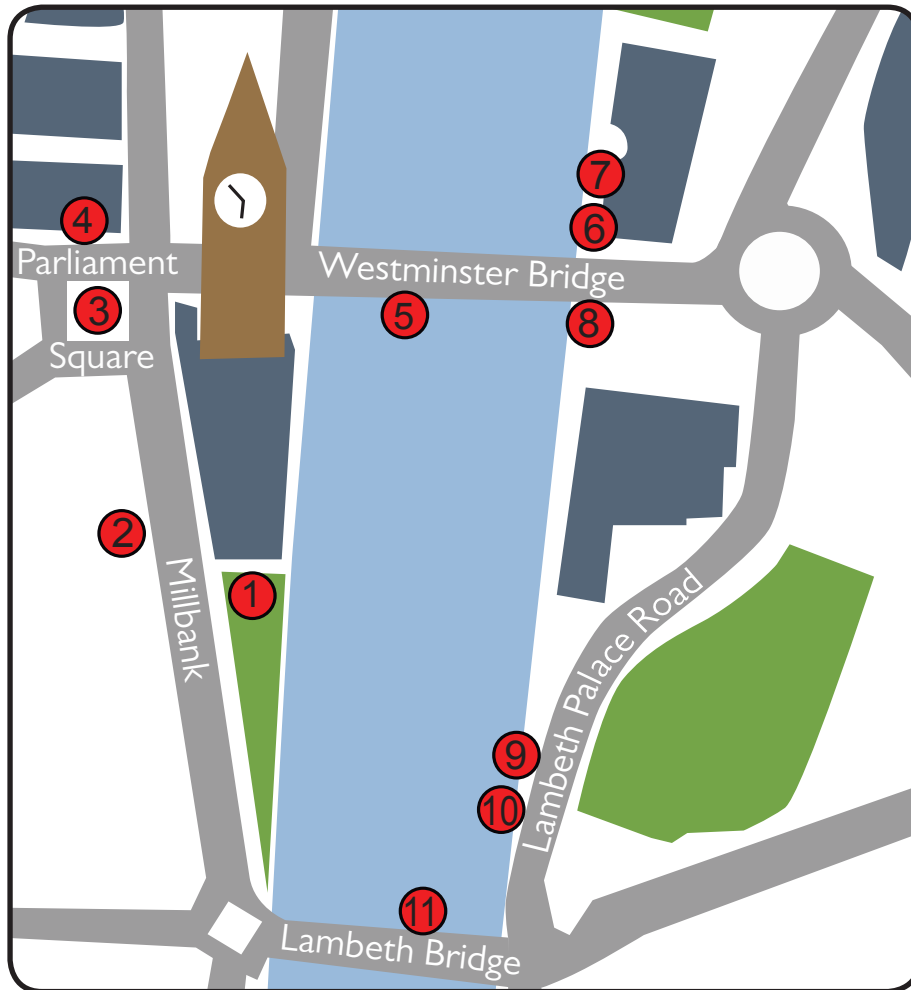 7
4
6
Parliament
Westminster Bridge
3
5
8
Square
2
Millbank
1
Lambeth Palace Road
9
10
11
Lambeth Bridge